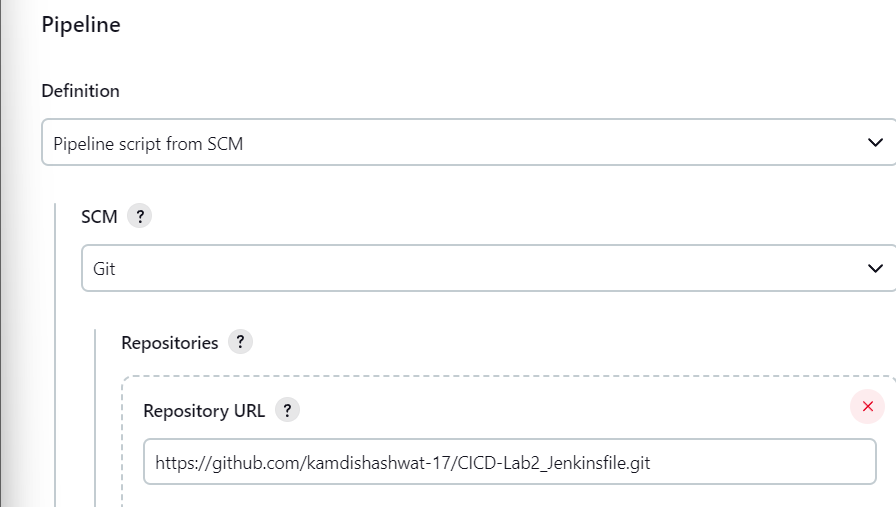 Pipeline
Definition
Pipeline script from SCM
SCM ?
Git
Repositories ?
Repository URL ?
https://github.com/kamdishashwat-17/CICD-Lab2_Jenkinsfile.git